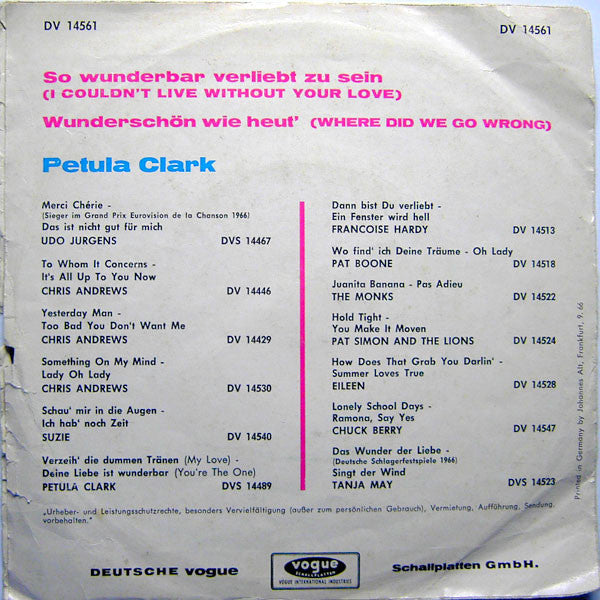 DV 14561
DV 14561
So wunderbar verliebt zu sein
(I COULDN'T LIVE WITHOUT YOUR LOVE)
Wunderschön wie heut' (WHERE DID WE GO WRONG)
Petula Clark
Merci Chérie -
(Sieger im Grand Prix Eurovision de la Chanson 1966)
Das ist nicht gut für mich
UDO JURGENS DVS 14467
To Whom It Concerns -
It's All Up To You Now
CHRIS ANDREWS DV 14446
Yesterday Man -
Too Bad You Don't Want Me
CHRIS ANDREWS DV 14429
Something On My Mind -
Lady Oh Lady
CHRIS ANDREWS DV 14530
Schau' mir in die Augen -
Ich hab' noch Zeit
SUZIE DV 14540
Verzeih' die dummen Tränen (My Love) -
Deine Liebe ist wunderbar (You're The One)
PETULA CLARK DVS 14489
Dann bist Du verliebt -
Ein Fenster wird hell
FRANCOISE HARDY DV 14513
Wo find' ich Deine Träume - Oh Lady
PAT BOONE DV 14518
Juanita Banana - Pas Adieu
THE MONKS DV 14522
Hold Tight -
You Make It Moven
PAT SIMON AND THE LIONS DV 14524
How Does That Grab You Darlin' -
Summer Loves True
EILEEN DV 14528
Lonely School Days -
Ramona, Say Yes
CHUCK BERRY DV 14547
Das Wunder der Liebe -
(Deutsche Schlagerfestspiele 1966)
Singt der Wind
TANJA MAY DVS 14523
Printed in Germany by Johannes Alt, Frankfurt, 9. 66
„Urheber- und Leistungsschutzrechte, besonders Vervielfältigung (außer zum persönlichen Gebrauch), Vermietung, Aufführung, Sendung,
vorbehalten."
DEUTSCHE vogue
vogue
SCHALLPLATTEN
VOGUE INTERNATIONAL INDUSTRIES
Schallplatten GmbH.